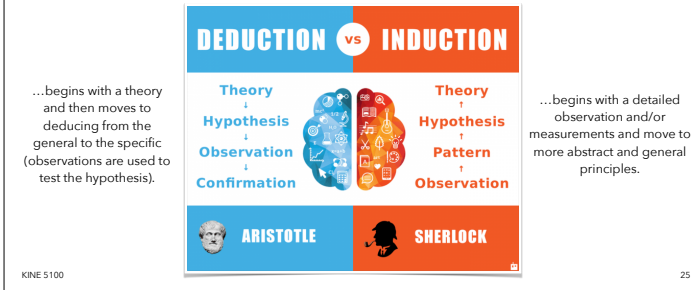 …begins with a theory
and then moves to
deducing from the
general to the specific
(observations are used to
test the hypothesis).
DEDUCTION vs INDUCTION
Theory
↓
Hypothesis
↓
Observation
↓
Confirmation
Theory
↑
Hypothesis
↑
Pattern
↑
Observation
ARISTOTLE
SHERLOCK
…begins with a detailed
observation and/or
measurements and move to
more abstract and general
principles.
KINE 5100
25